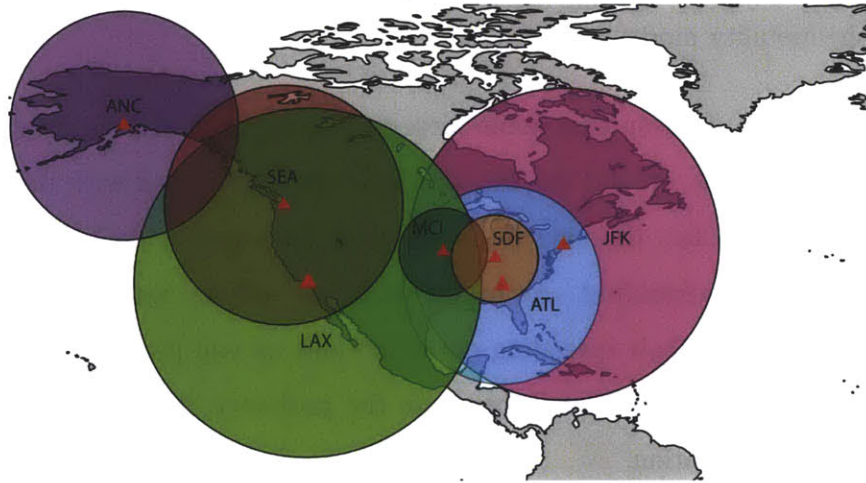 ANC
SEA
MCI
SDF
JFK
ATL
LAX